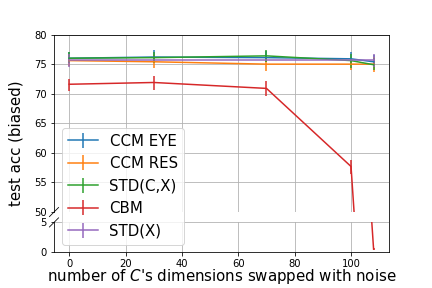 80
75
70
65
60
55
50
5
0
test acc (biased)
CCM EYE
CCM RES
STD(C,X)
CBM
STD(X)
0 20 40 60 80 100
number of C's dimensions swapped with noise